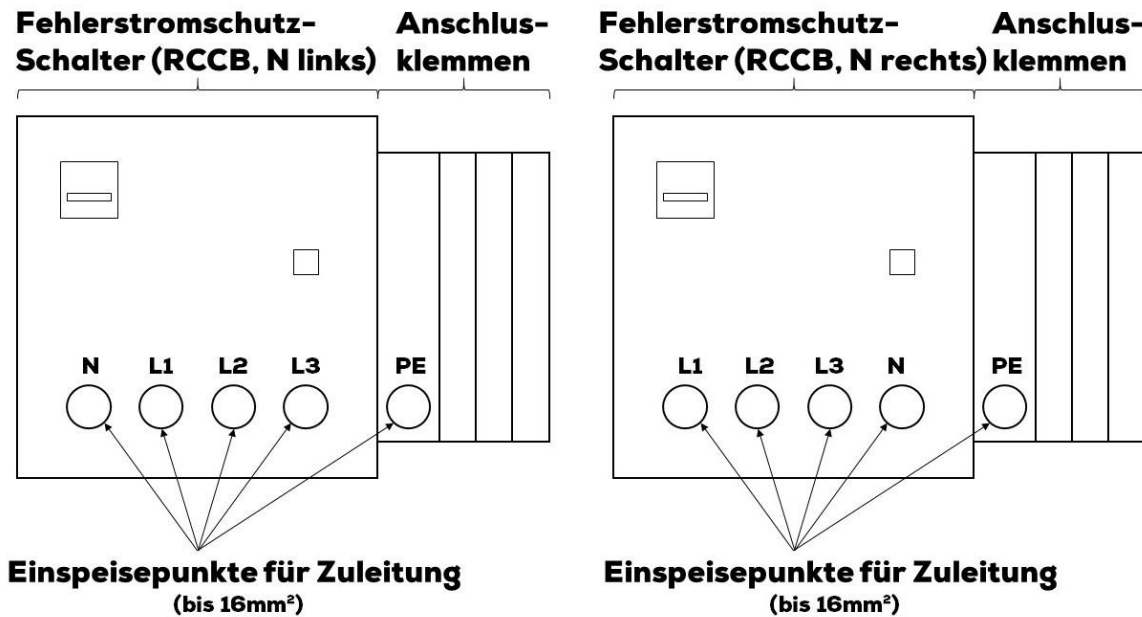 Fehlerstromschutz-
Schalter (RCCB, N links)
Anschlus-
klemmen
N L1 L2 L3 PE
Einspeisepunkte für Zuleitung
(bis 16mm²)
Fehlerstromschutz-
Schalter (RCCB, N rechts)
Anschlus-
klemmen
L1 L2 L3 N PE
Einspeisepunkte für Zuleitung
(bis 16mm²)